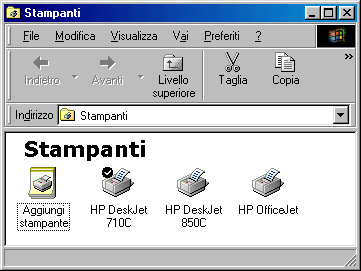 Stampanti
File Modifica Visualizza Vai Preferiti ?
Indietro Avanti Livello superiore Taglia Copia »
Indirizzo Stampanti
Stampanti
Aggiungi stampante
HP DeskJet 710C
HP DeskJet 850C
HP OfficeJet